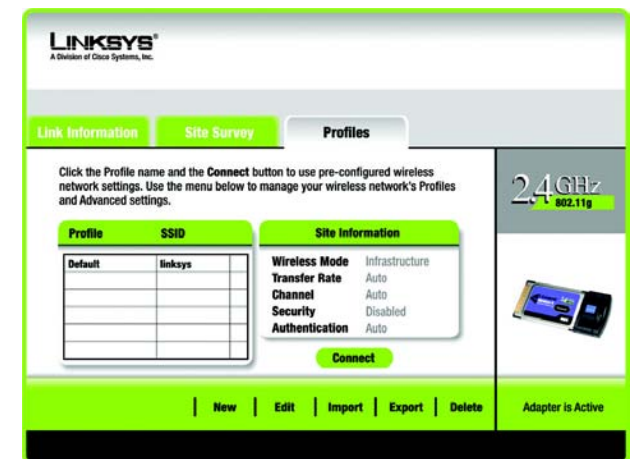 LINKSYS®
A Division of Cisco Systems, Inc.
Link Information Site Survey Profiles
Click the Profile name and the Connect button to use pre-configured wireless
network settings. Use the menu below to manage your wireless network's Profiles
and Advanced settings.
2.4GHz
802.11g
Profile SSID
Default linksys
Site Information
Wireless Mode Infrastructure
Transfer Rate Auto
Channel Auto
Security Disabled
Authentication Auto
Connect
New Edit Import Export Delete
Adapter is Active